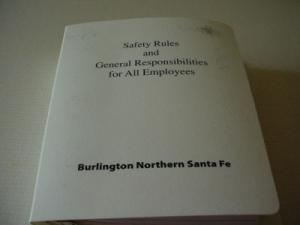 Safety Rules
and
General Responsibilities
for All Employees
Burlington Northern Santa Fe